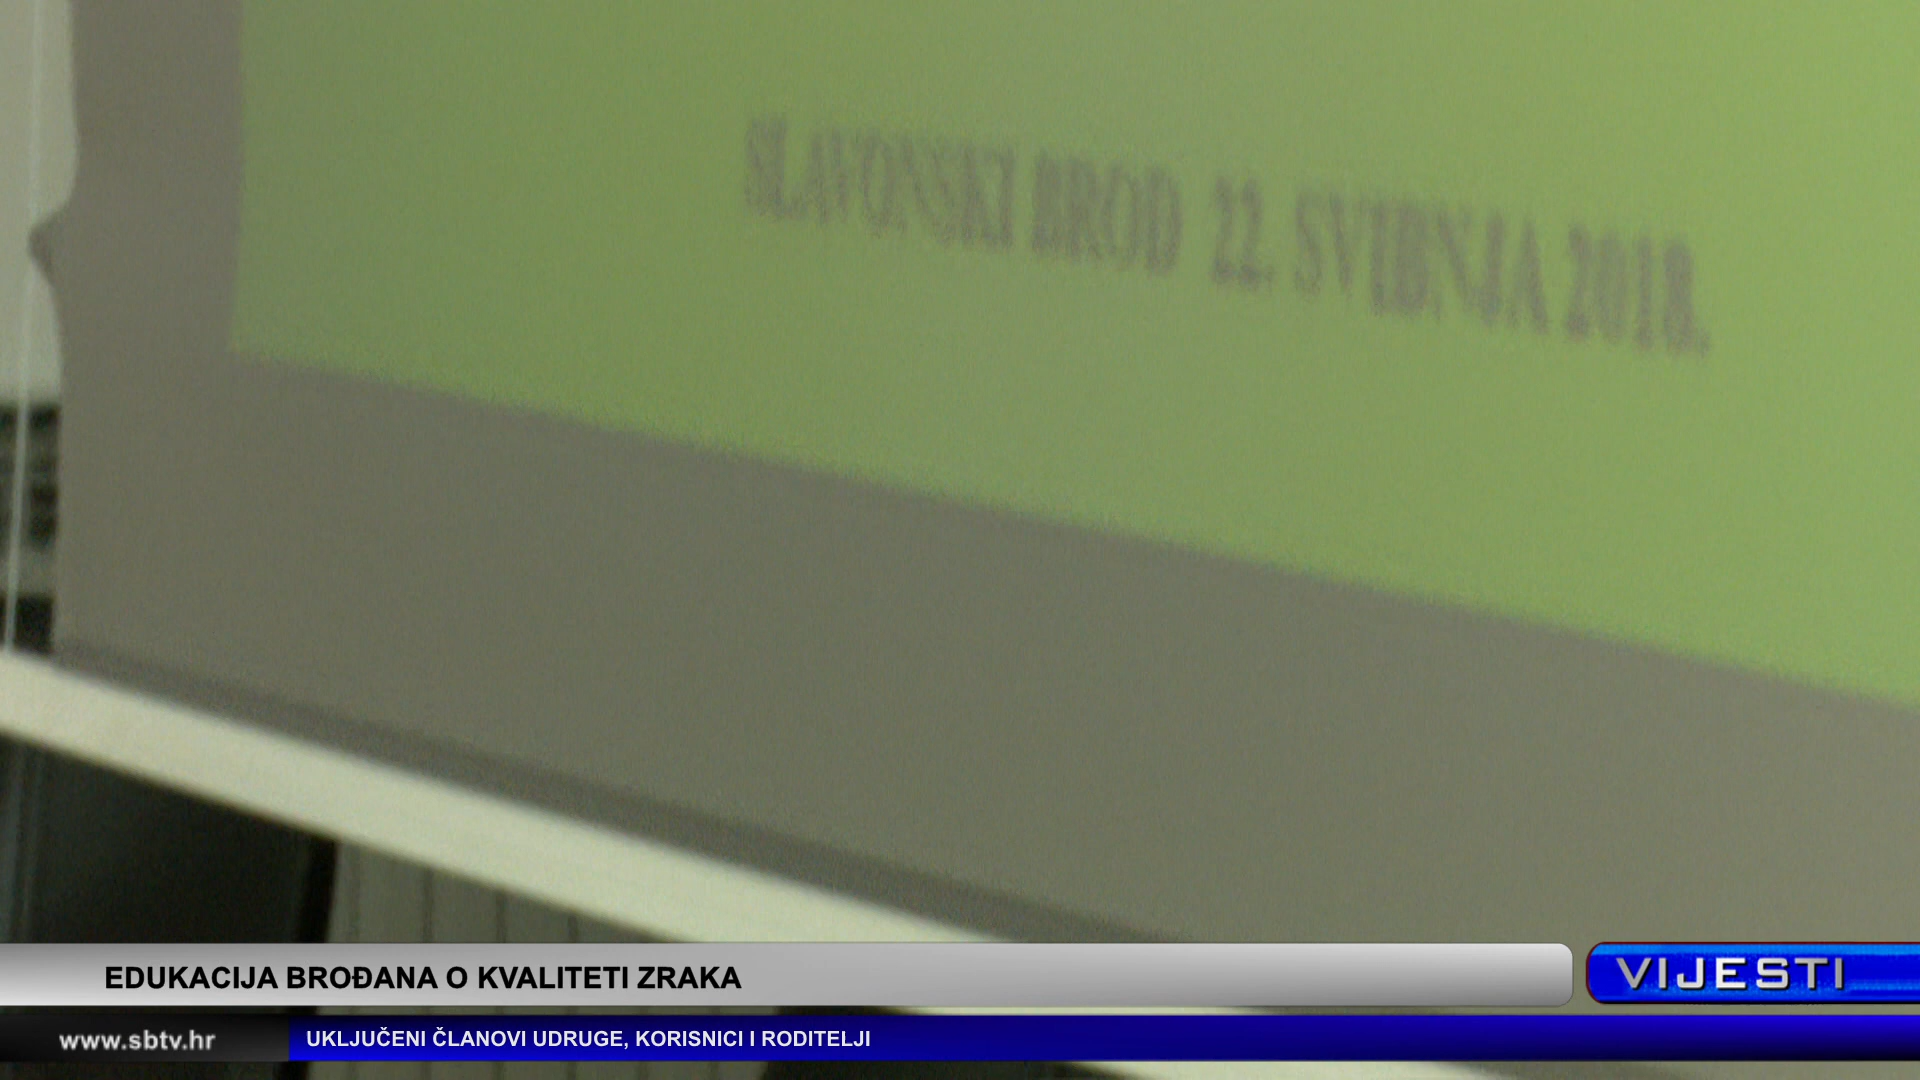 SLAVONSKI BROD 22. SVIBNJA 2018.
EDUKACIJA BROĐANA O KVALITETI ZRAKA
VIJESTI
www.sbtv.hr
UKLJUČENI ČLANOVI UDRUGE, KORISNICI I RODITELJI